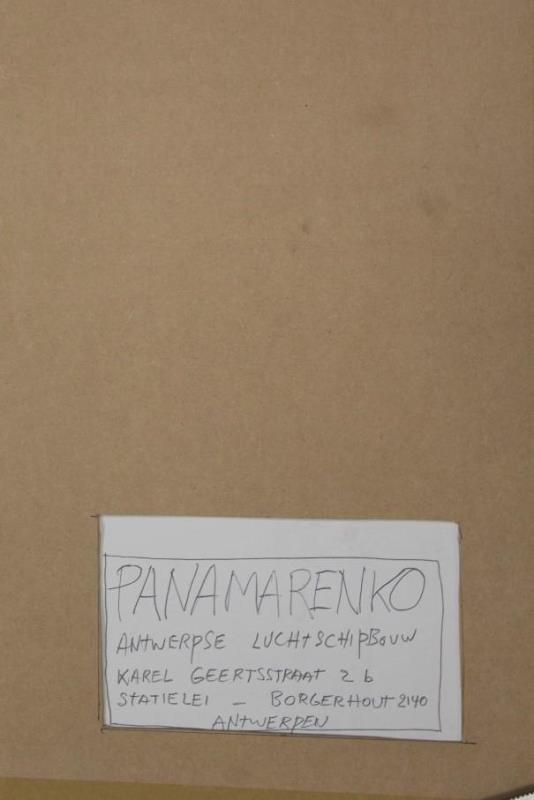 PANAMARENKO
ANTWERPSE LUCHTSCHIPBOUW
KAREL GEERTSSTRAAT 2 b
STATIELEI – BORGERHOUT 2140
ANTWERPEN